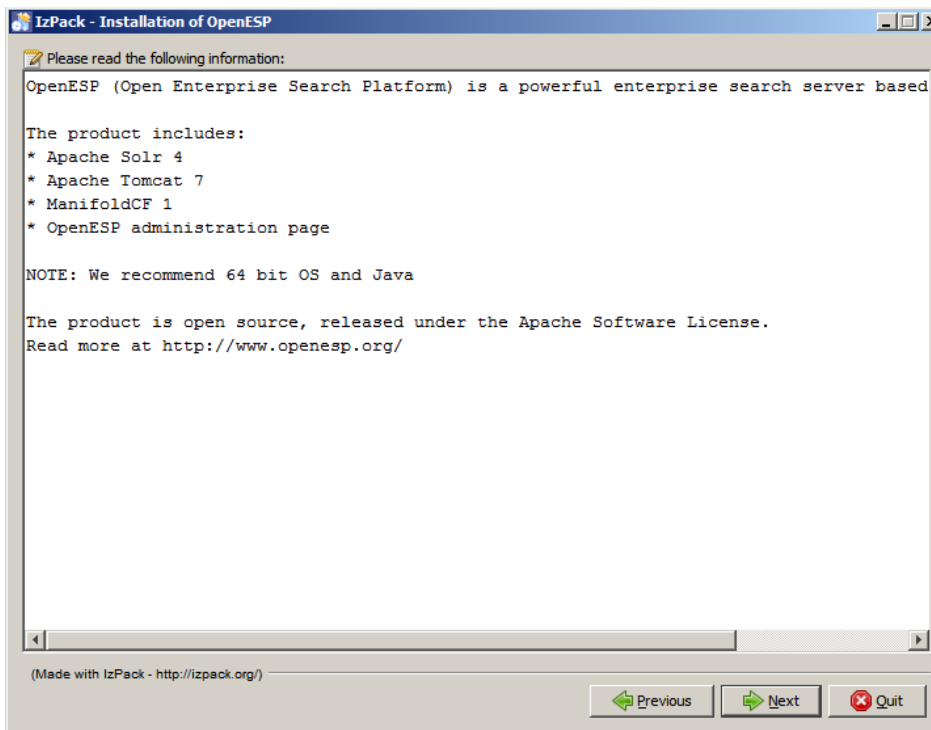 IzPack - Installation of OpenESP
Please read the following information:
OpenESP (Open Enterprise Search Platform) is a powerful enterprise search server based
The product includes:
* Apache Solr 4
* Apache Tomcat 7
* ManifoldCF 1
* OpenESP administration page
NOTE: We recommend 64 bit OS and Java
The product is open source, released under the Apache Software License.
Read more at http://www.openesp.org/
(Made with IzPack - http://izpack.org/)
Previous Next Quit